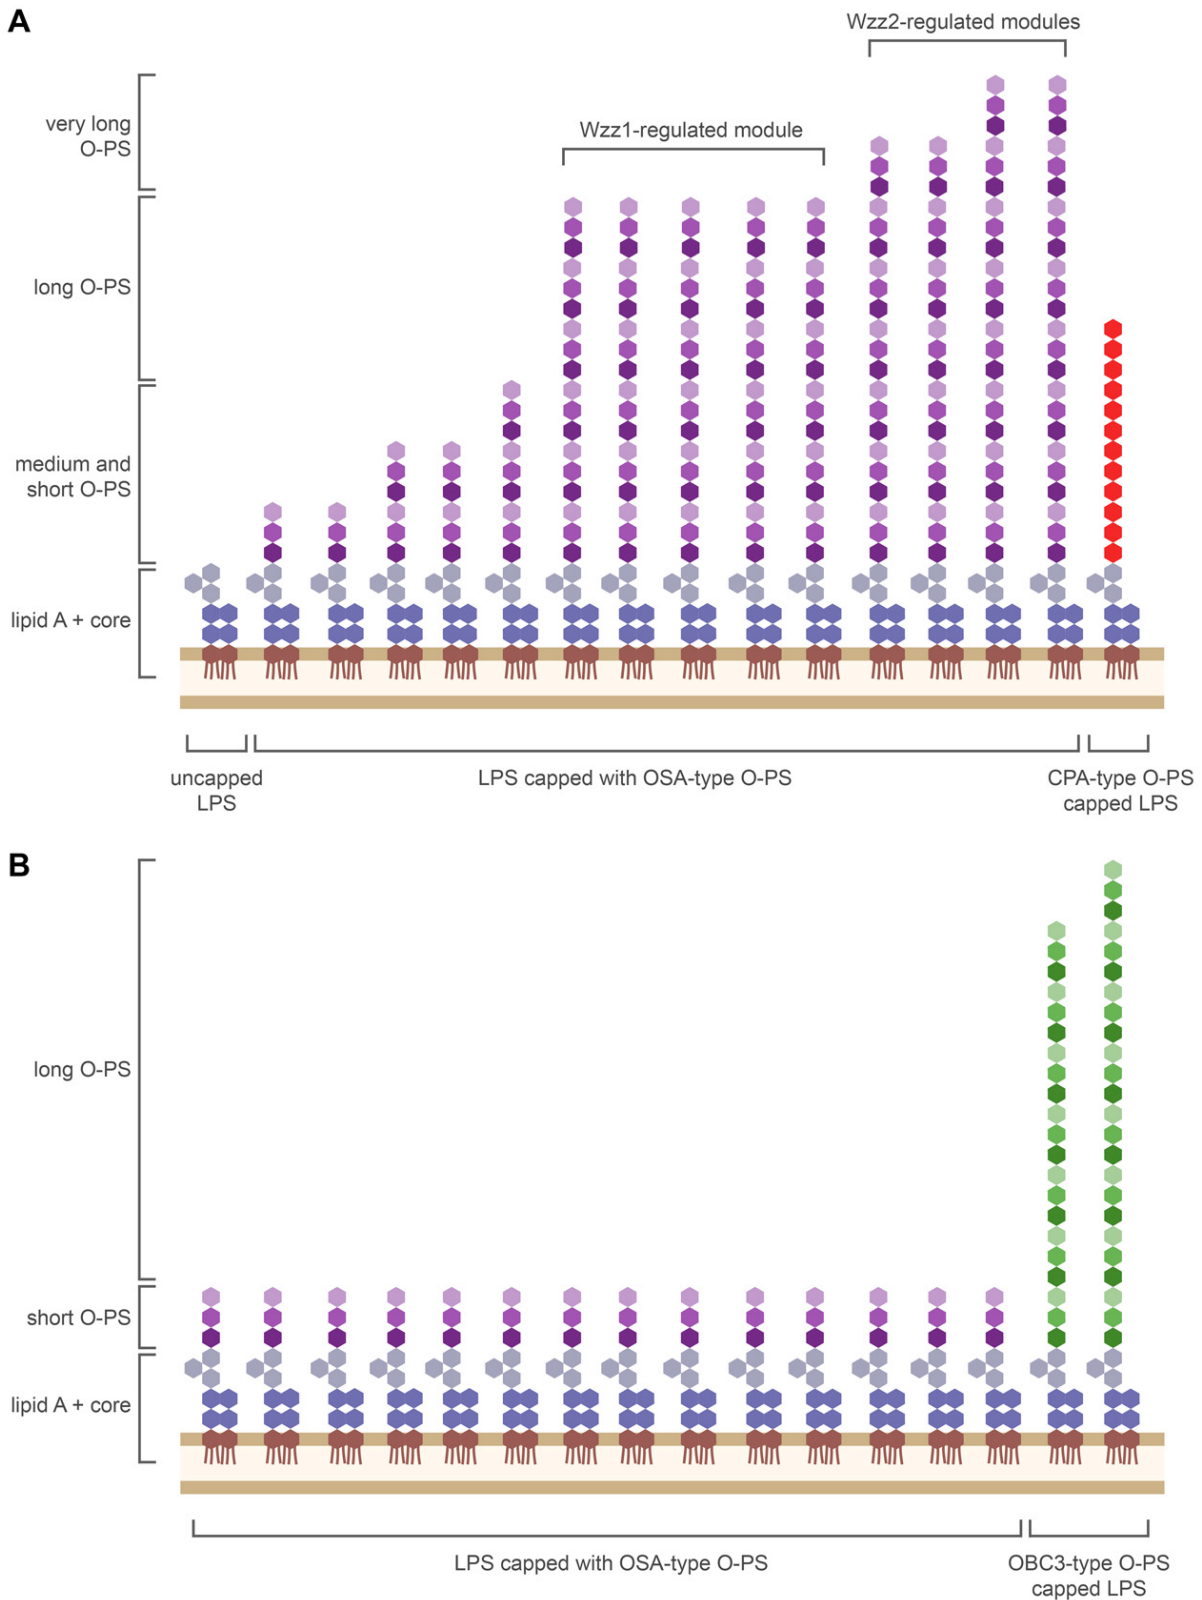 A
Wzz2-regulated modules
very long
O-PS
Wzz1-regulated module
long O-PS
medium and
short O-PS
lipid A + core
uncapped
LPS
LPS capped with OSA-type O-PS
CPA-type O-PS
capped LPS
B
long O-PS
short O-PS
lipid A + core
LPS capped with OSA-type O-PS
OBC3-type O-PS
capped LPS